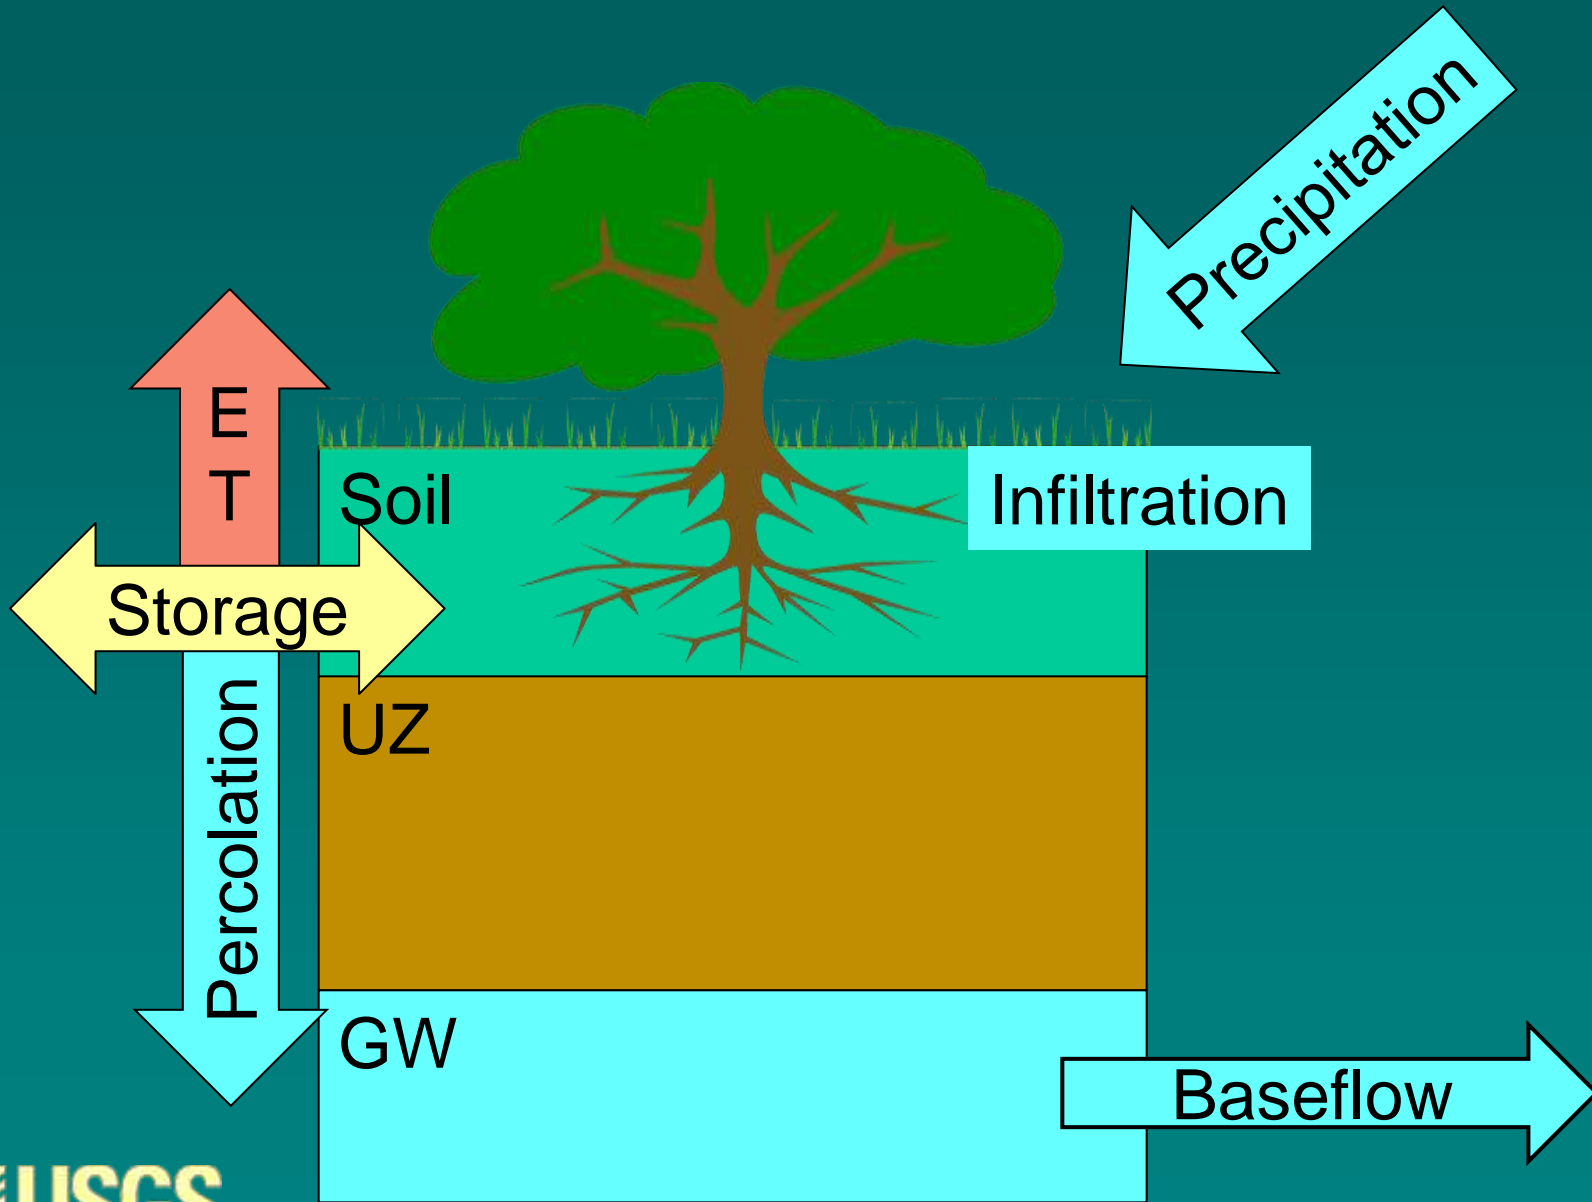 Precipitation
E
T
Soil
Infiltration
Storage
UZ
Percolation
GW
Baseflow
USGS